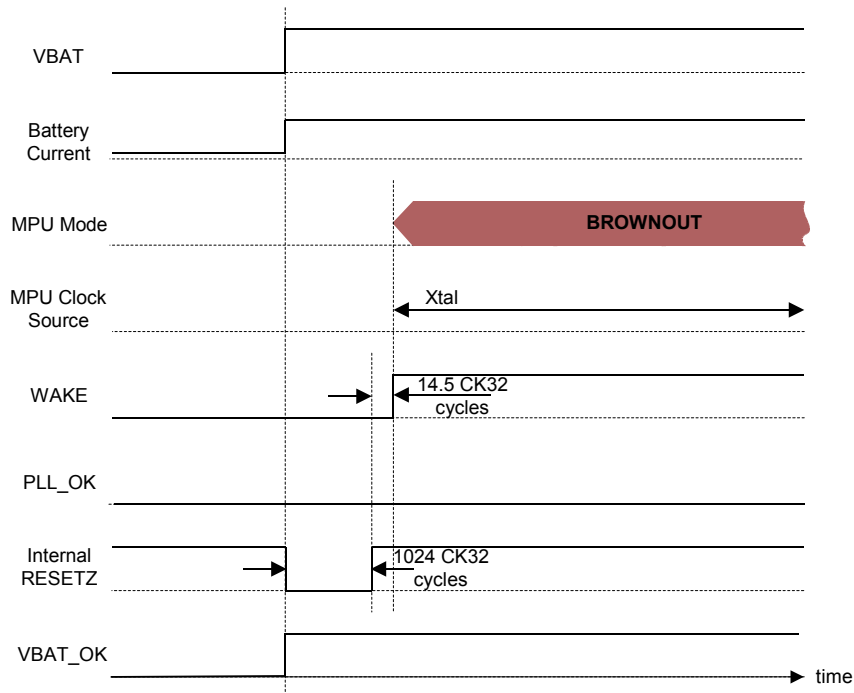 VBAT
Battery
Current
MPU Mode
BROWNOUT
MPU Clock
Source
Xtal
WAKE
14.5 CK32
cycles
PLL_OK
Internal
RESETZ
1024 CK32
cycles
VBAT_OK
time